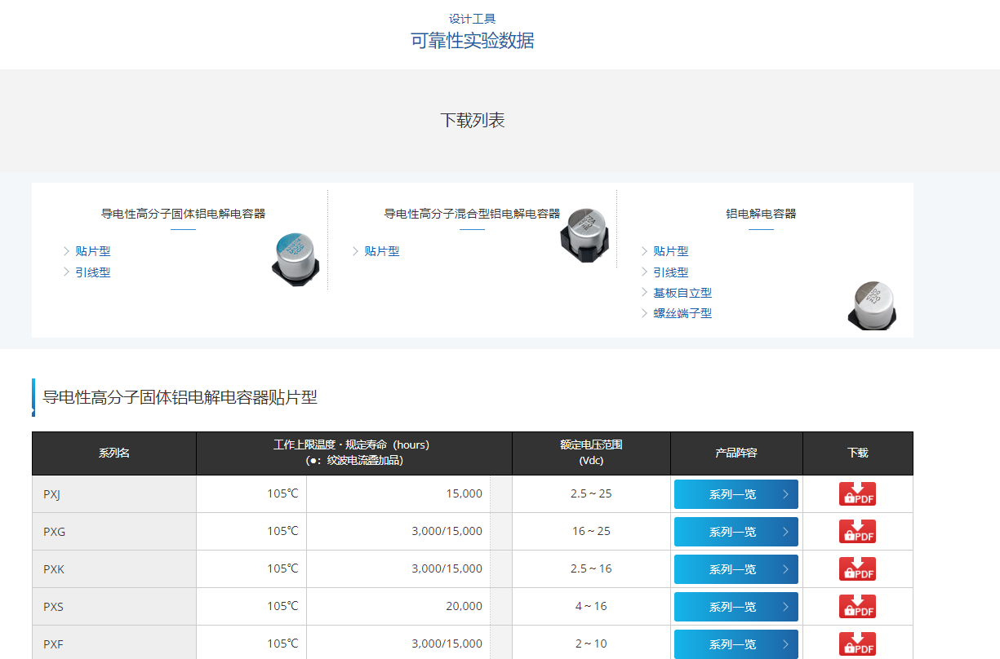 设计工具
可靠性实验数据
下载列表
导电性高分子固体铝电解电容器
贴片型
引线型
导电性高分子混合型铝电解电容器
贴片型
铝电解电容器
贴片型
引线型
基板自立型
螺丝端子型
导电性高分子固体铝电解电容器贴片型
系列名 工作上限温度・规定寿命（hours） 额定电压范围 产品阵容 下载
(●：纹波电流叠加品) (Vdc)
PXJ 105℃ 15,000 2.5 ~ 25 系列一览 PDF
PXG 105℃ 3,000/15,000 16 ~ 25 系列一览 PDF
PXK 105℃ 3,000/15,000 2.5 ~ 16 系列一览 PDF
PXS 105℃ 20,000 4 ~ 16 系列一览 PDF
PXF 105℃ 3,000/15,000 2 ~ 10 系列一览 PDF